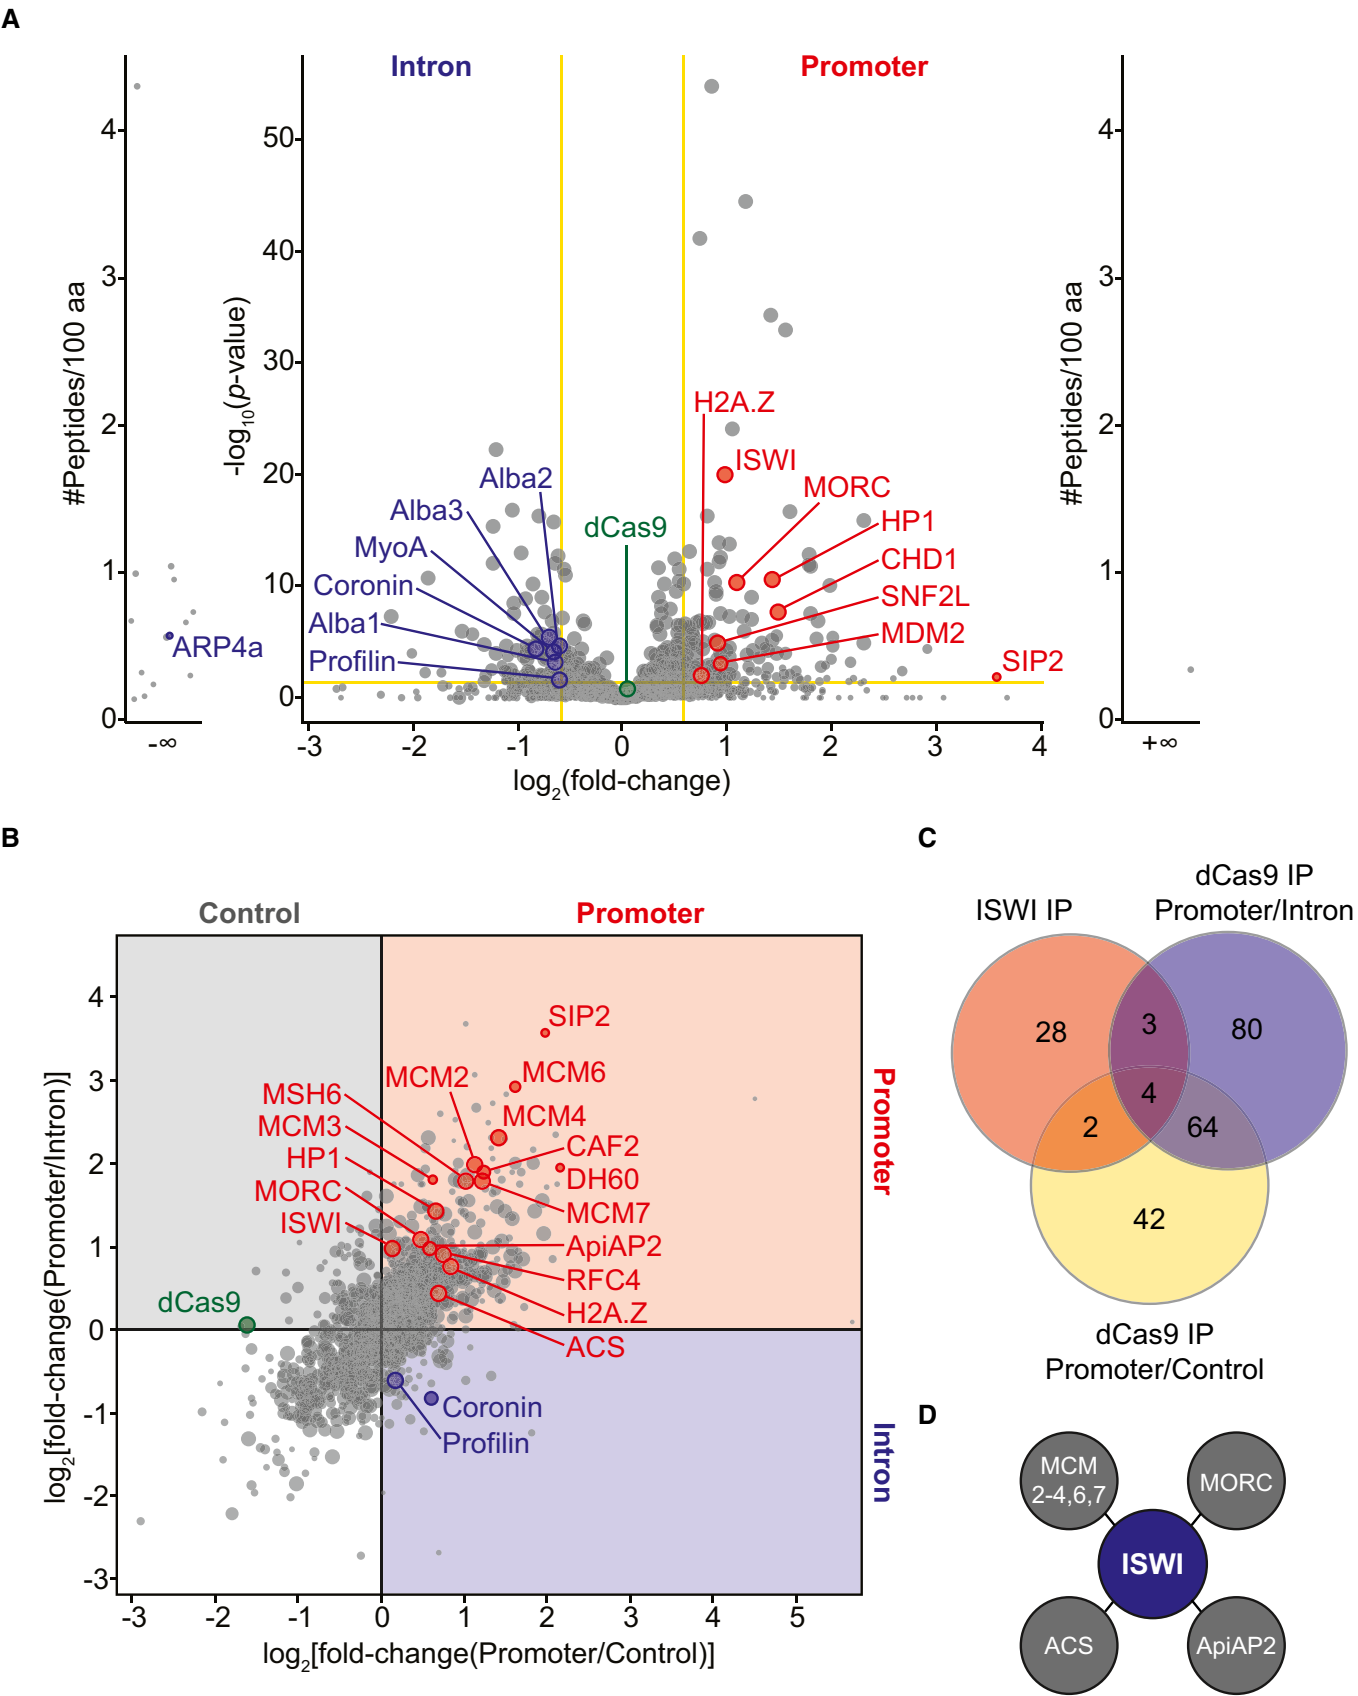 A
Intron
Promoter
#Peptides/100 aa
4
3
2
1
0
-∞
ARP4a
-log10(p-value)
50
40
30
20
10
0
-3
-2
-1
0
1
2
3
4
log2(fold-change)
Alba2
Alba3
MyoA
Coronin
Alba1
Profilin
dCas9
H2A.Z
ISWI
MORC
HP1
CHD1
SNF2L
MDM2
SIP2
#Peptides/100 aa
4
3
2
1
0
+∞
B
Control
Promoter
Promoter
Intron
log2[fold-change(Promoter/Intron)]
4
3
2
1
0
-1
-2
-3
-3
-2
-1
0
1
2
3
4
5
log2[fold-change(Promoter/Control)]
SIP2
MCM2
MCM6
MSH6
MCM4
MCM3
CAF2
HP1
DH60
MORC
MCM7
ISWI
ApiAP2
RFC4
dCas9
H2A.Z
ACS
Coronin
Profilin
C
ISWI IP
dCas9 IP
Promoter/Intron
28
3
80
4
2
64
42
dCas9 IP
Promoter/Control
D
MCM
2-4,6,7
MORC
ISWI
ACS
ApiAP2